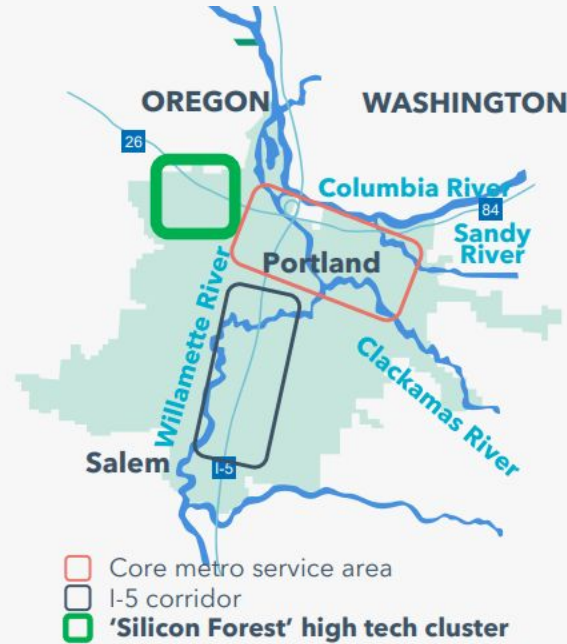 OREGON
WASHINGTON
26
Columbia River
84
Sandy
River
Portland
Willamette River
Clackamas River
Salem
I-5
Core metro service area
I-5 corridor
'Silicon Forest' high tech cluster